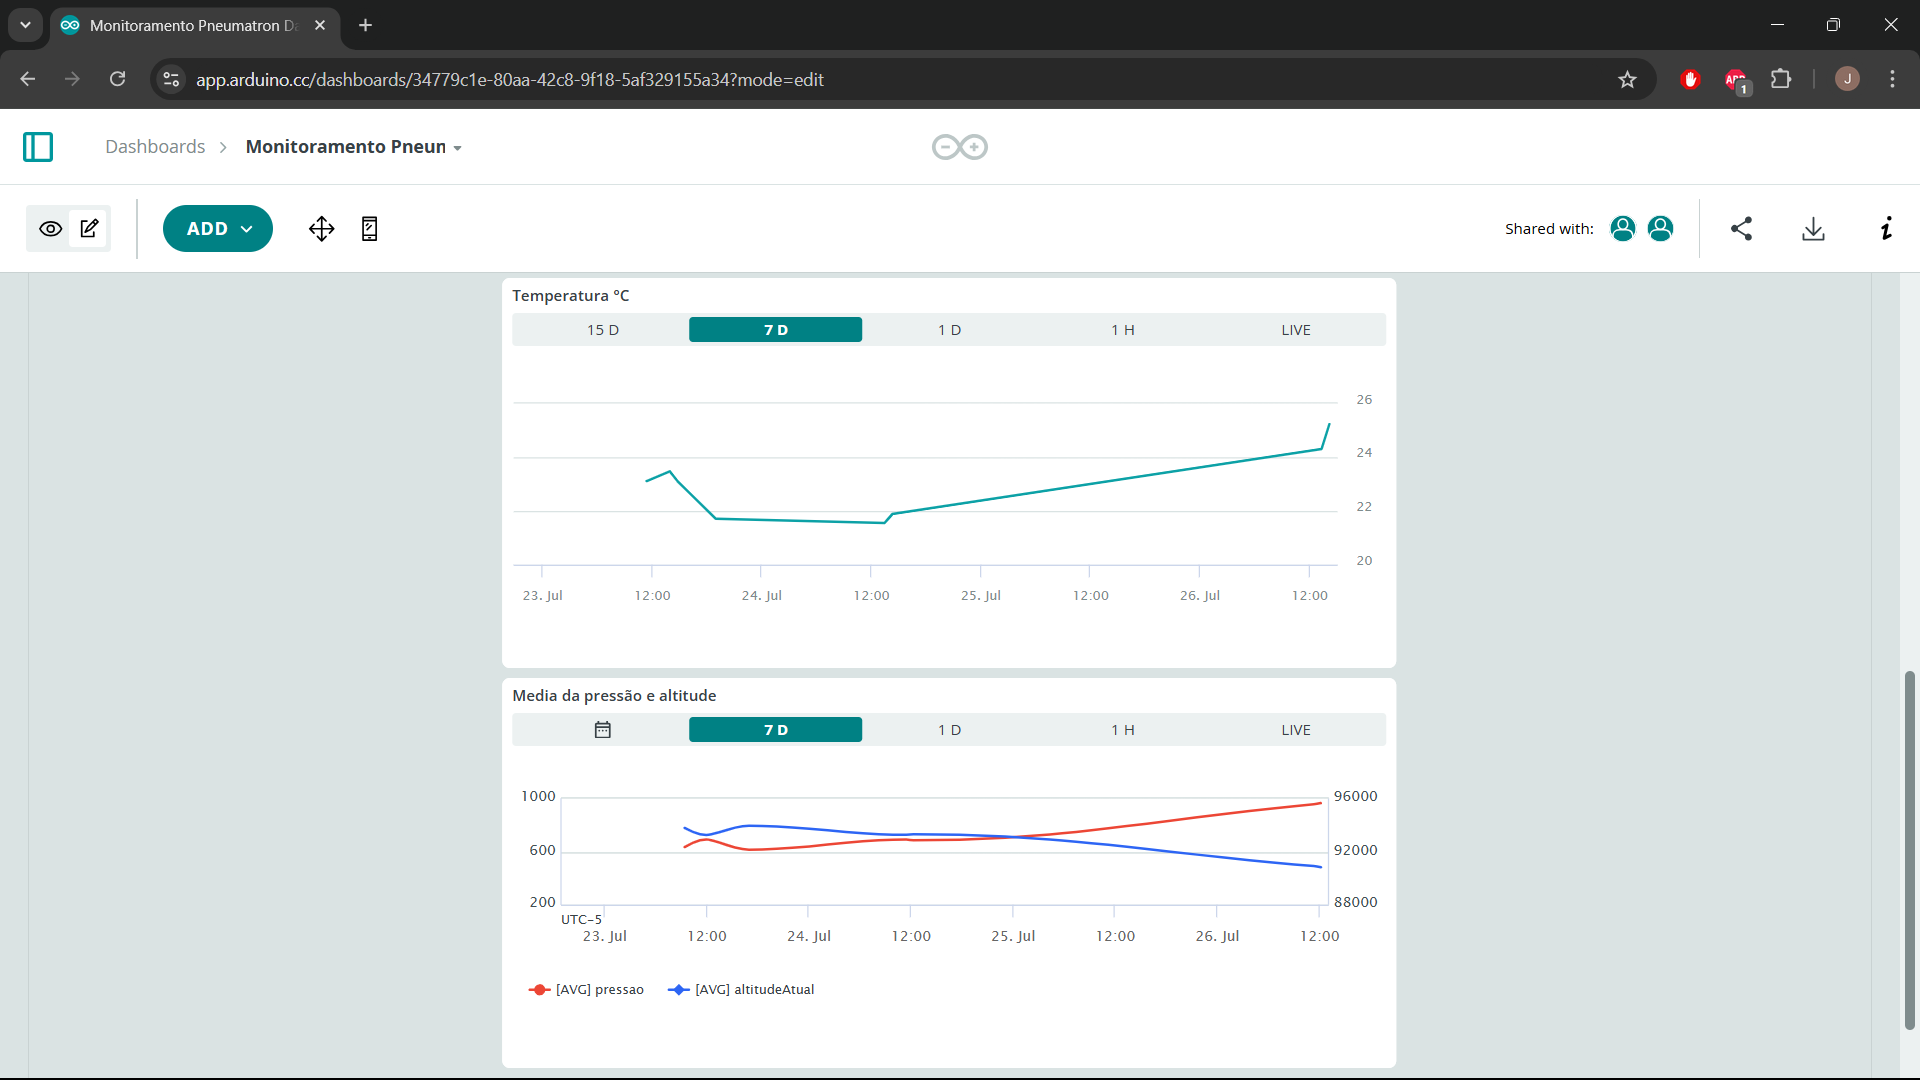 Monitoramento Pneumatron Da
app.arduino.cc/dashboards/34779c1e-80aa-42c8-9f18-5af329155a34?mode=edit
ABP
1
J
Dashboards > Monitoramento Pneun
ADD
Shared with:
i
Temperatura °C
15 D 7 D 1 D 1 H LIVE
26
24
22
20
23. Jul 12:00 24. Jul 12:00 25. Jul 12:00 26. Jul 12:00
Media da pressão e altitude
7 D 1 D 1 H LIVE
1000 96000
600 92000
200 88000
UTC-5
23. Jul 12:00 24. Jul 12:00 25. Jul 12:00 26. Jul 12:00
[AVG] pressao [AVG] altitudeAtual